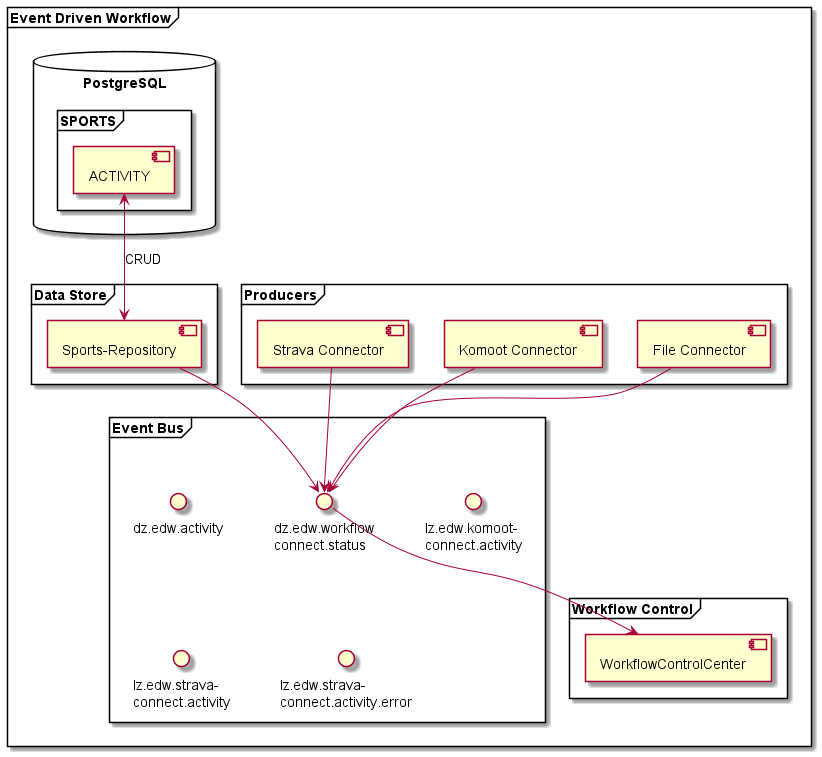 Event Driven Workflow
PostgreSQL
SPORTS
ACTIVITY
CRUD
Data Store
Sports-Repository
Producers
Strava Connector
Komoot Connector
File Connector
Event Bus
dz.edw.activity
dz.edw.workflow
connect.status
lz.edw.komoot-
connect.activity
lz.edw.strava-
connect.activity
lz.edw.strava-
connect.activity.error
Workflow Control
WorkflowControlCenter